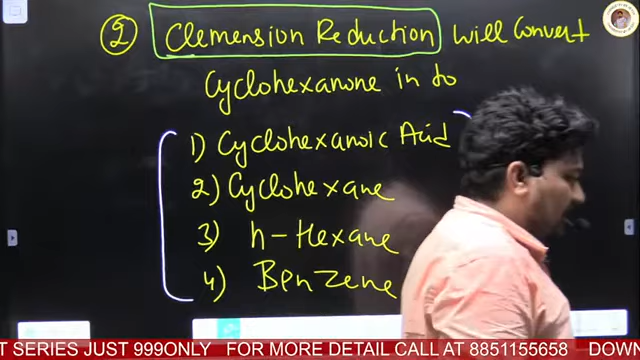 2 Clemension Reduction will Convert
Cyclohexanone in to
1) Cyclohexanoic Acid
2) Cyclohexane
3) n-Hexane
4) Benzene
T SERIES JUST 999ONLY FOR MORE DETAIL CALL AT 8851155658 DOWN